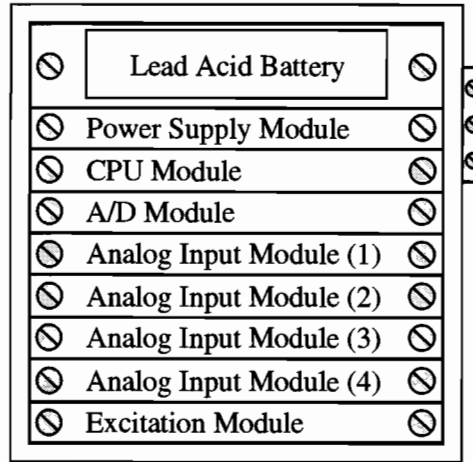 Lead Acid Battery
Power Supply Module
CPU Module
A/D Module
Analog Input Module (1)
Analog Input Module (2)
Analog Input Module (3)
Analog Input Module (4)
Excitation Module